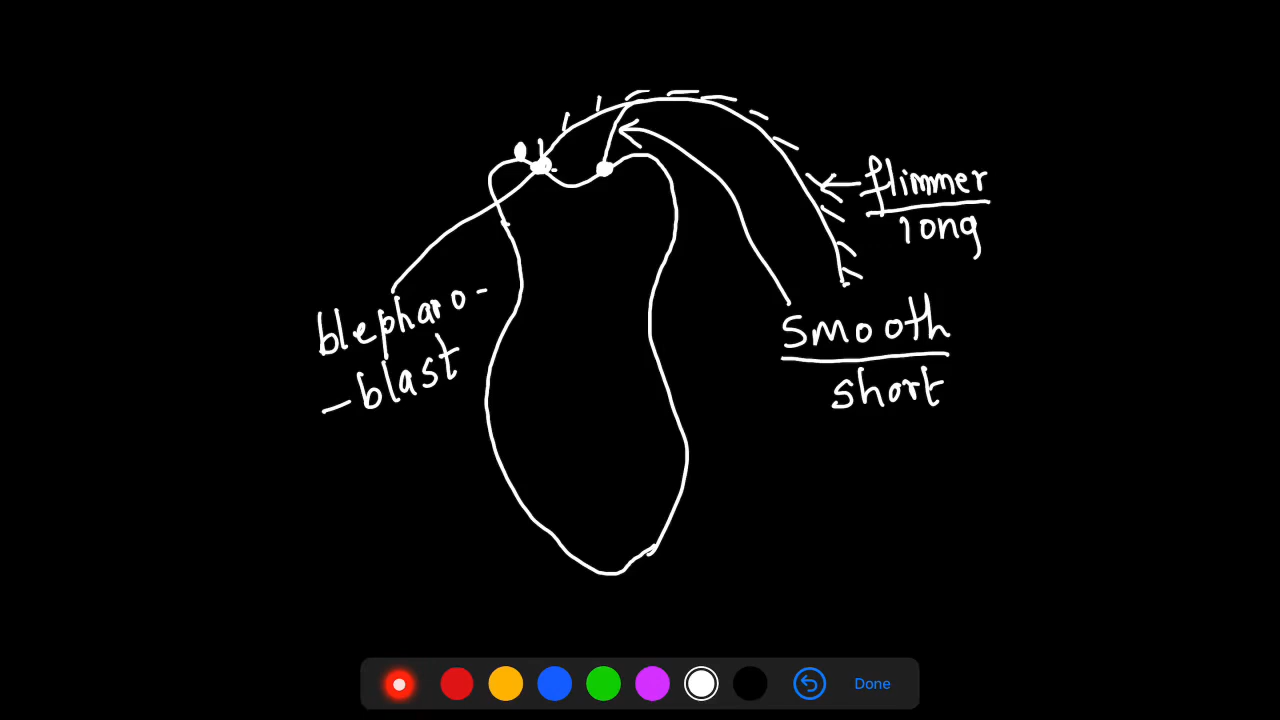 flimmer
long
blepharo-
-blast
smooth
short
Done